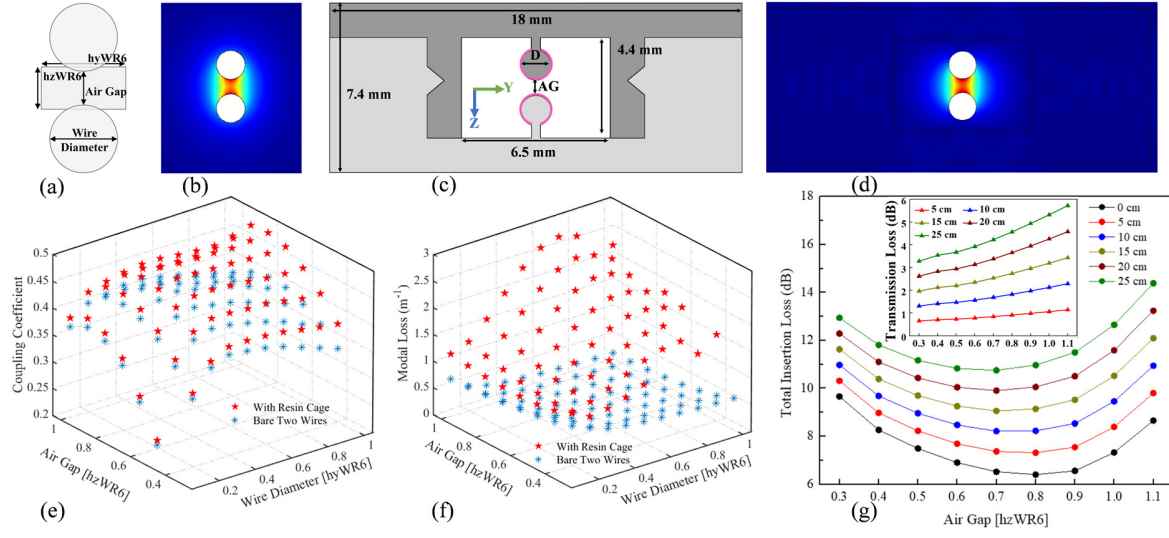 hyWR6
hzWR6
Air Gap
Wire
Diameter
(a)
(b)
18 mm
D
4.4 mm
AG
Y
Z
7.4 mm
6.5 mm
(c)
(d)
Coupling Coefficient
0.5
0.45
0.4
0.35
0.3
0.25
0.2
1
0.8
0.6
0.4
Air Gap [hzWR6]
0.2
0.4
0.6
0.8
1
Wire Diameter [hyWR6]
With Resin Cage
Bare Two Wires
(e)
Modal Loss (m⁻¹)
3
2.5
2
1.5
1
0.5
0
1
0.8
0.6
0.4
Air Gap [hzWR6]
0.2
0.4
0.6
0.8
1
Wire Diameter [hyWR6]
With Resin Cage
Bare Two Wires
(f)
Total Insertion Loss (dB)
18
16
14
12
10
8
6
0.3 0.4 0.5 0.6 0.7 0.8 0.9 1.0 1.1
Air Gap [hzWR6]
Transmission Loss (dB)
6
5
4
3
2
1
0
0.3 0.4 0.5 0.6 0.7 0.8 0.9 1.0 1.1
5 cm 10 cm
15 cm 20 cm
25 cm
0 cm
5 cm
10 cm
15 cm
20 cm
25 cm
(g)